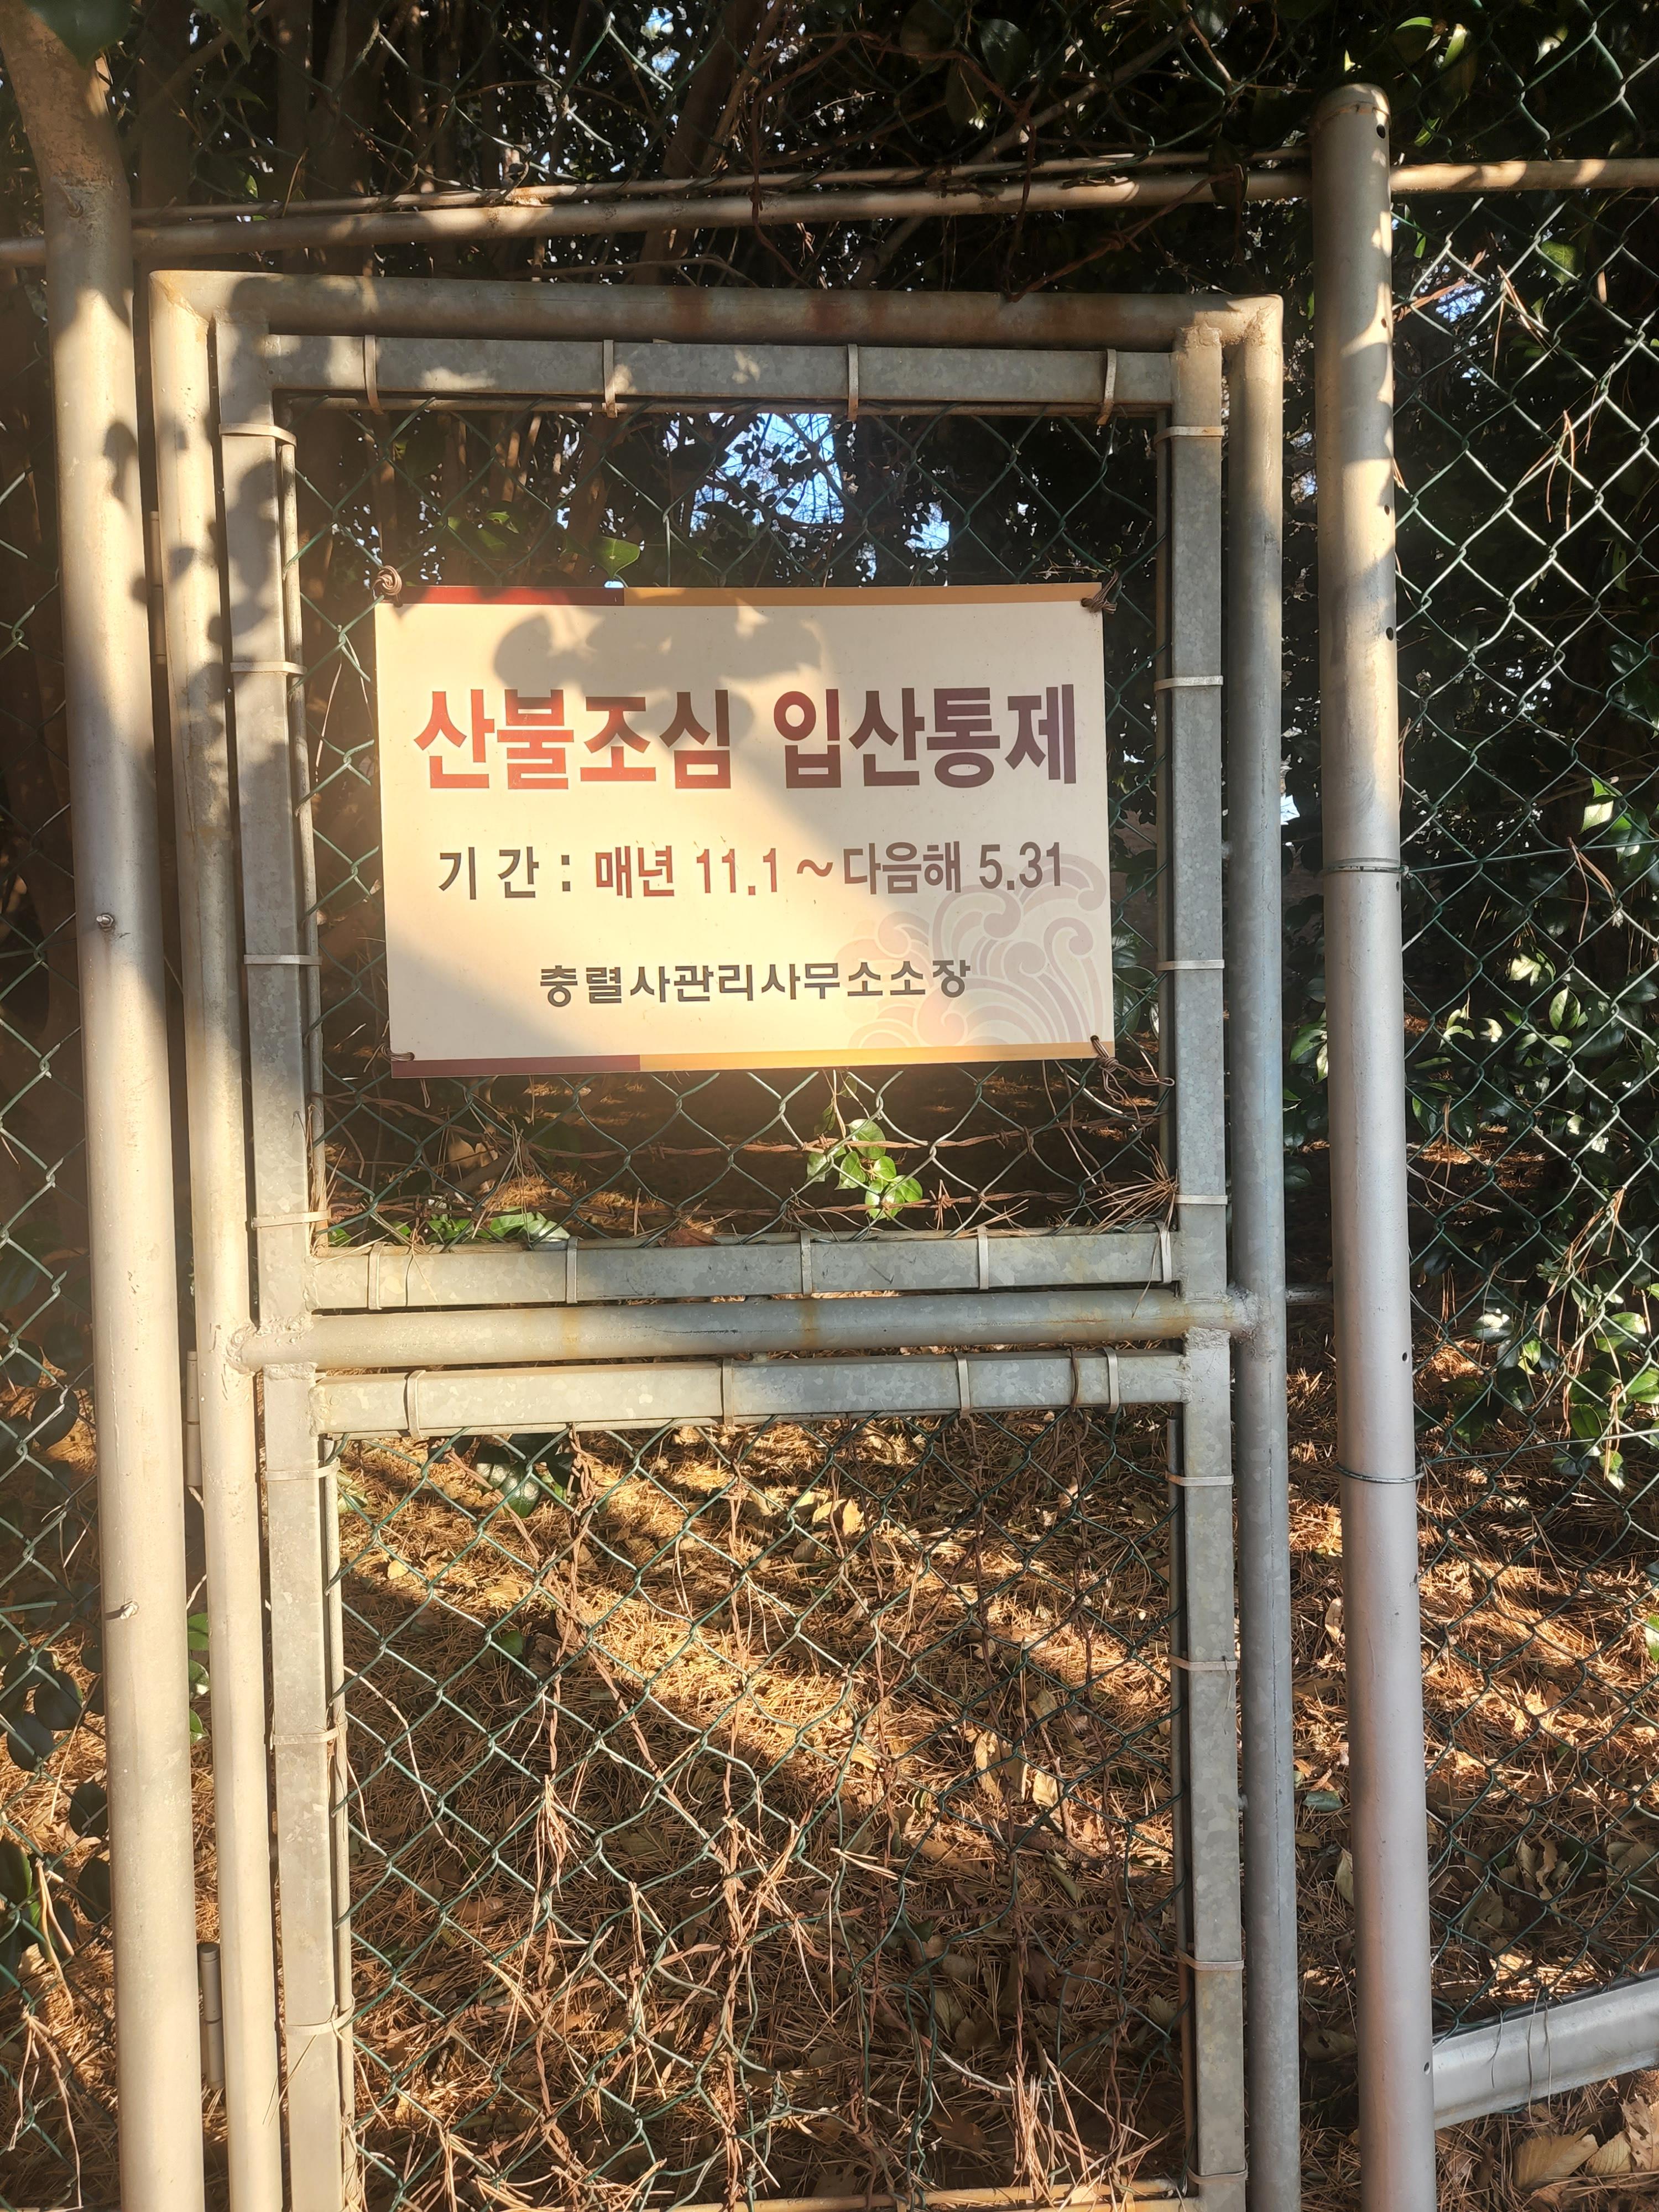 산불조심 입산통제
기 간 : 매년 11.1 ~ 다음해 5.31
충렬사관리사무소소장